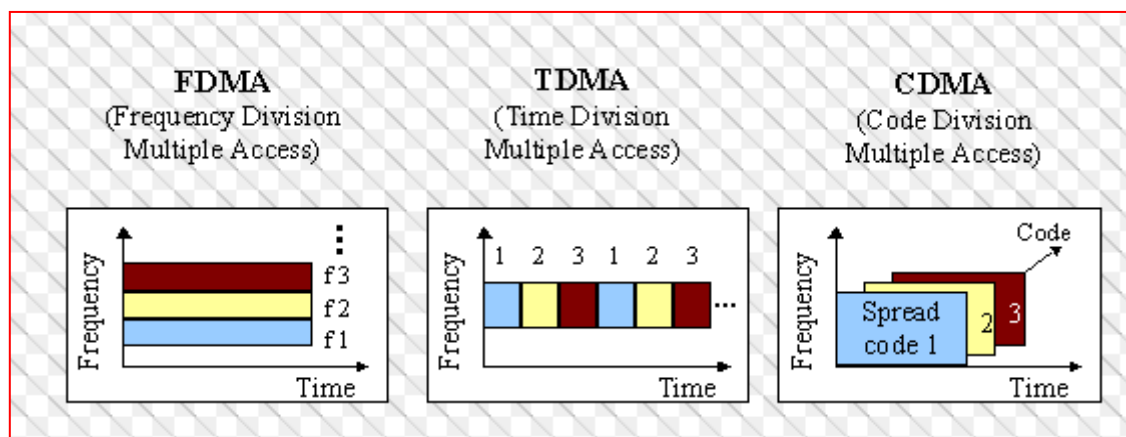 FDMA
(Frequency Division
Multiple Access)
TDMA
(Time Division
Multiple Access)
CDMA
(Code Division
Multiple Access)
Frequency
f3
f2
f1
Time
Frequency
1 2 3 1 2 3
...
Time
Frequency
Code
3
2
Spread
code 1
Time